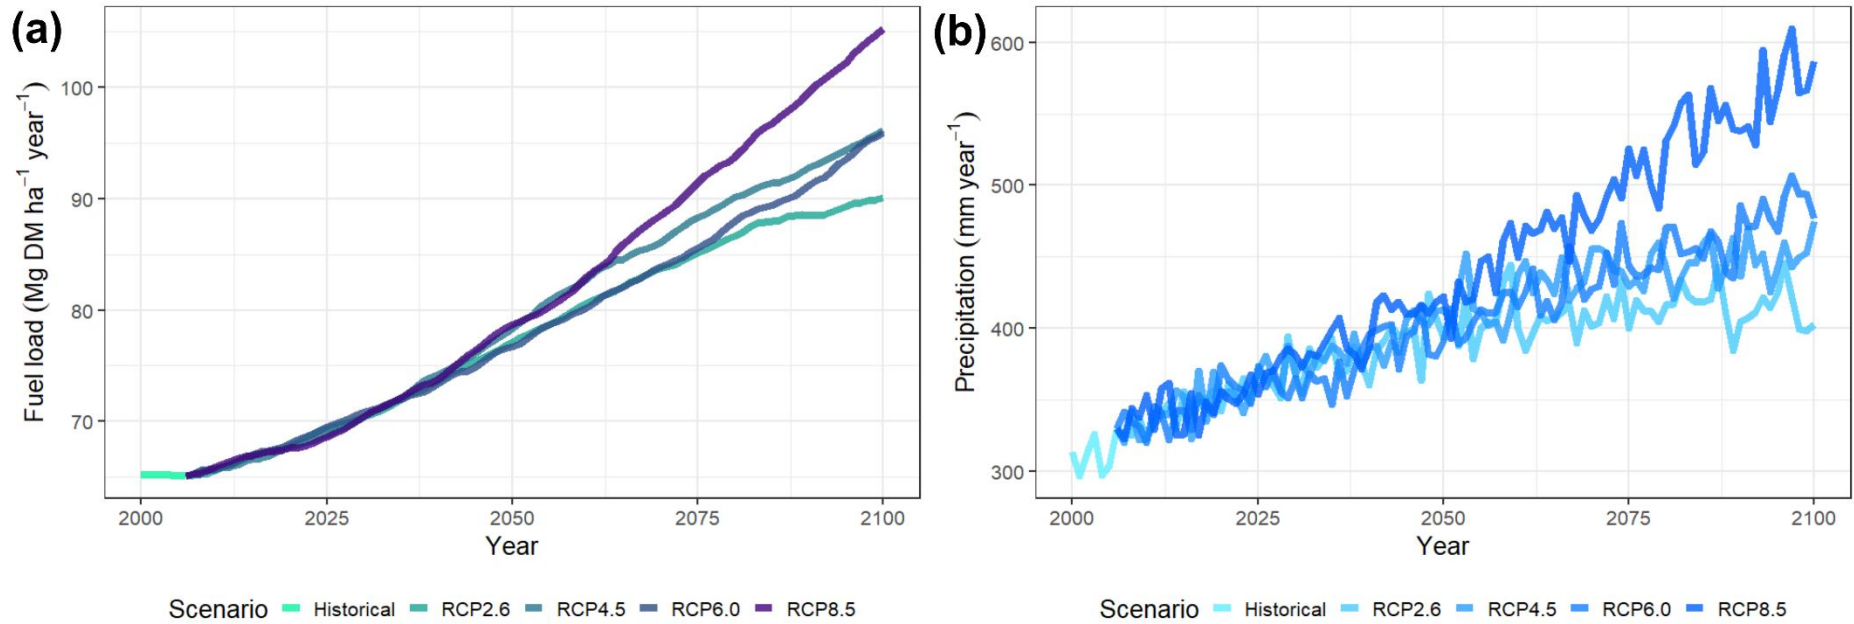 (a)
Fuel load (Mg DM ha⁻¹ year⁻¹)
100
90
80
70
2000 2025 2050 2075 2100
Year
Scenario Historical RCP2.6 RCP4.5 RCP6.0 RCP8.5
(b)
Precipitation (mm year⁻¹)
600
500
400
300
2000 2025 2050 2075 2100
Year
Scenario Historical RCP2.6 RCP4.5 RCP6.0 RCP8.5